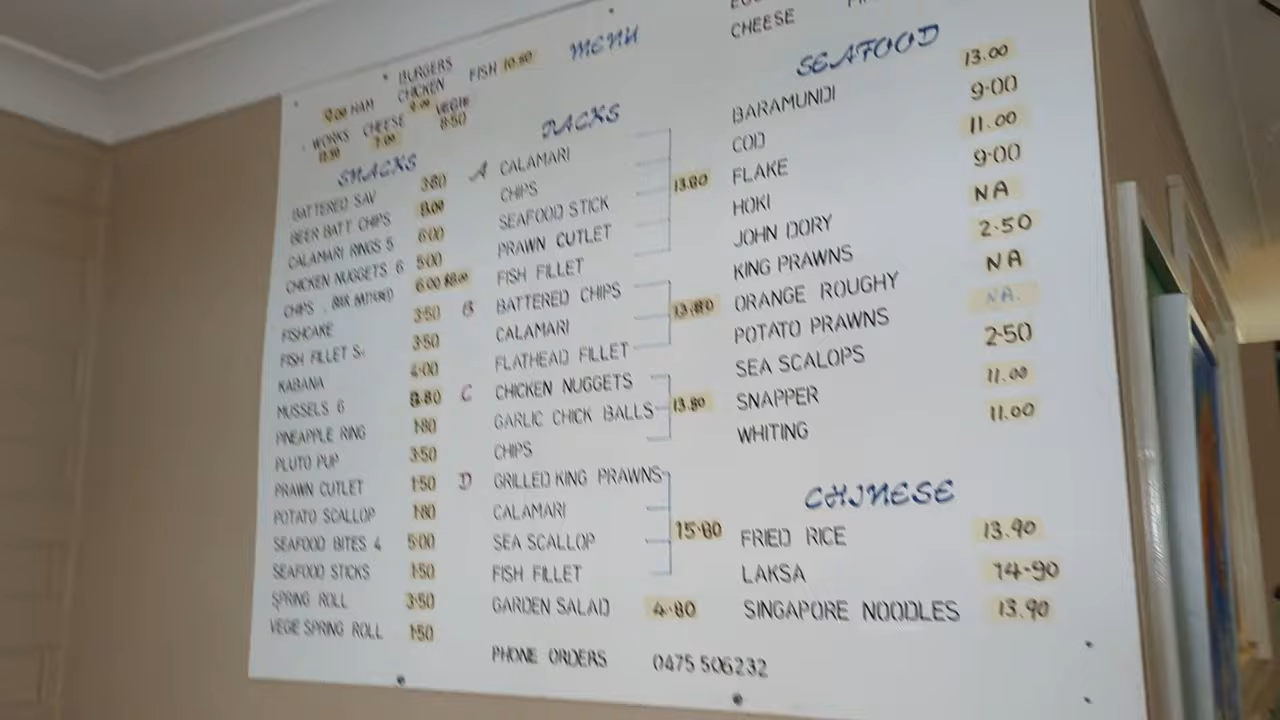 MENU
BURGERS
CHICKEN
FISH 10.80
9.00 HAM
VEGIE
WORKS CHEESE 8.50
7.00
CHEESE
SNACKS
BATTERED SAV 3.80
BEER BATT CHIPS 8.00
CALAMARI RINGS 5 6.00
CHICKEN NUGGETS 6 5.00
CHIPS . BEER BATTERED 6.00 $8.00
FISHCAKE 3.50
FISH FILLET S: 3.50
KABANA 4.00
MUSSELS 6 8.80
PINEAPPLE RING 1.80
PLUTO PUP 3.50
PRAWN CUTLET 1.50
POTATO SCALLOP 1.80
SEAFOOD BITES 4 5.00
SEAFOOD STICKS 1.50
SPRING ROLL 3.50
VEGIE SPRING ROLL 1.50
PACKS
A CALAMARI
CHIPS 13.80
SEAFOOD STICK
PRAWN CUTLET
FISH FILLET
B BATTERED CHIPS
CALAMARI 13.80
FLATHEAD FILLET
C CHICKEN NUGGETS
GARLIC CHICK BALLS 13.80
CHIPS
D GRILLED KING PRAWNS
CALAMARI
SEA SCALLOP 15.80
FISH FILLET
GARDEN SALAD 4.80
SEAFOOD
BARAMUNDI 13.00
COD 9.00
FLAKE 11.00
HOKI 9.00
JOHN DORY NA
KING PRAWNS 2.50
ORANGE ROUGHY NA
POTATO PRAWNS NA.
SEA SCALOPS 2.50
SNAPPER 11.00
WHITING 11.00
CHINESE
FRIED RICE 13.90
LAKSA 14-90
SINGAPORE NOODLES 13.90
PHONE ORDERS 0475 506232